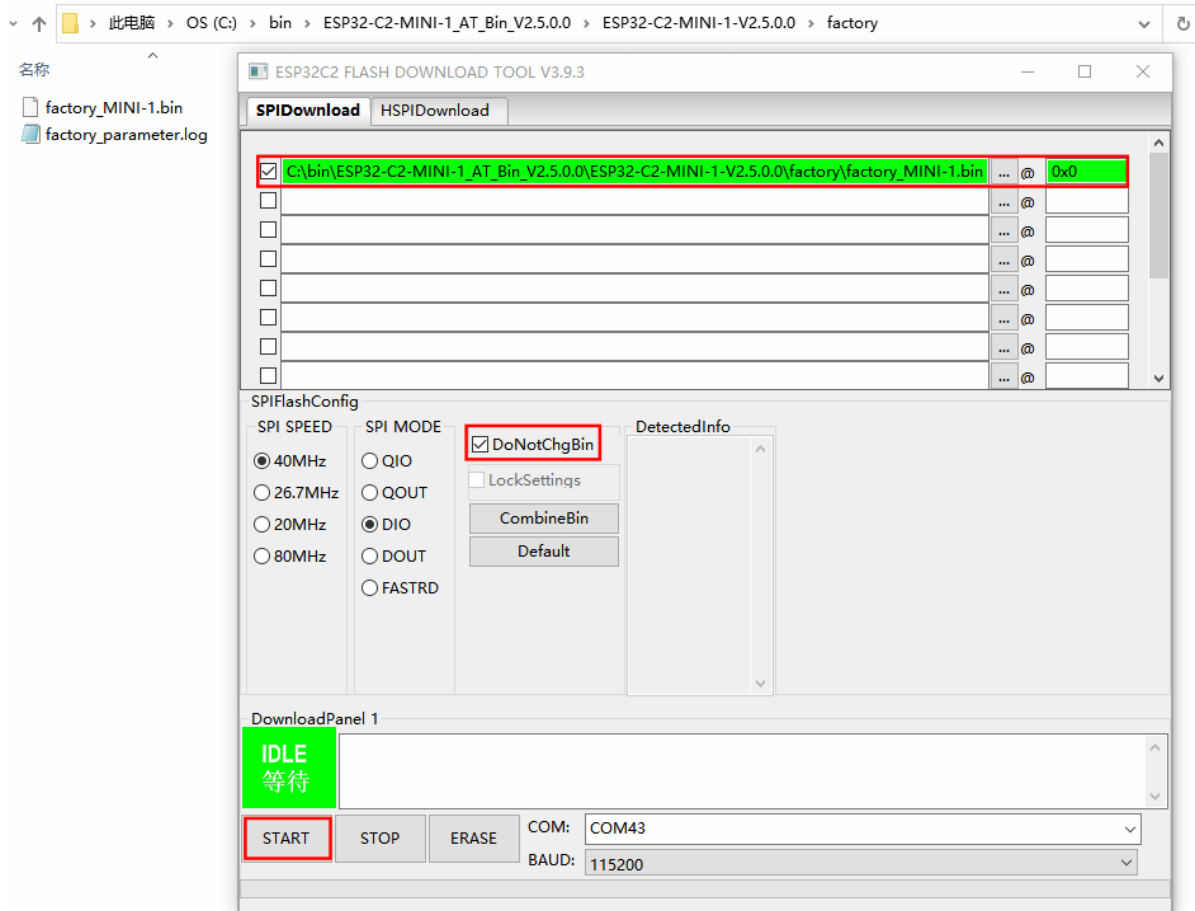 此电脑 > OS (C:) > bin > ESP32-C2-MINI-1_AT_Bin_V2.5.0.0 > ESP32-C2-MINI-1-V2.5.0.0 > factory
名称
factory_MINI-1.bin
factory_parameter.log
ESP32C2 FLASH DOWNLOAD TOOL V3.9.3
SPIDownload HSPIDownload
C:\bin\ESP32-C2-MINI-1_AT_Bin_V2.5.0.0\ESP32-C2-MINI-1-V2.5.0.0\factory\factory_MINI-1.bin ... @ 0x0
... @
... @
... @
... @
... @
... @
... @
SPIFlashConfig
SPI SPEED
40MHz
26.7MHz
20MHz
80MHz
SPI MODE
QIO
QOUT
DIO
DOUT
FASTRD
DoNotChgBin
LockSettings
CombineBin
Default
DetectedInfo
DownloadPanel 1
IDLE
等待
START STOP ERASE
COM: COM43
BAUD: 115200